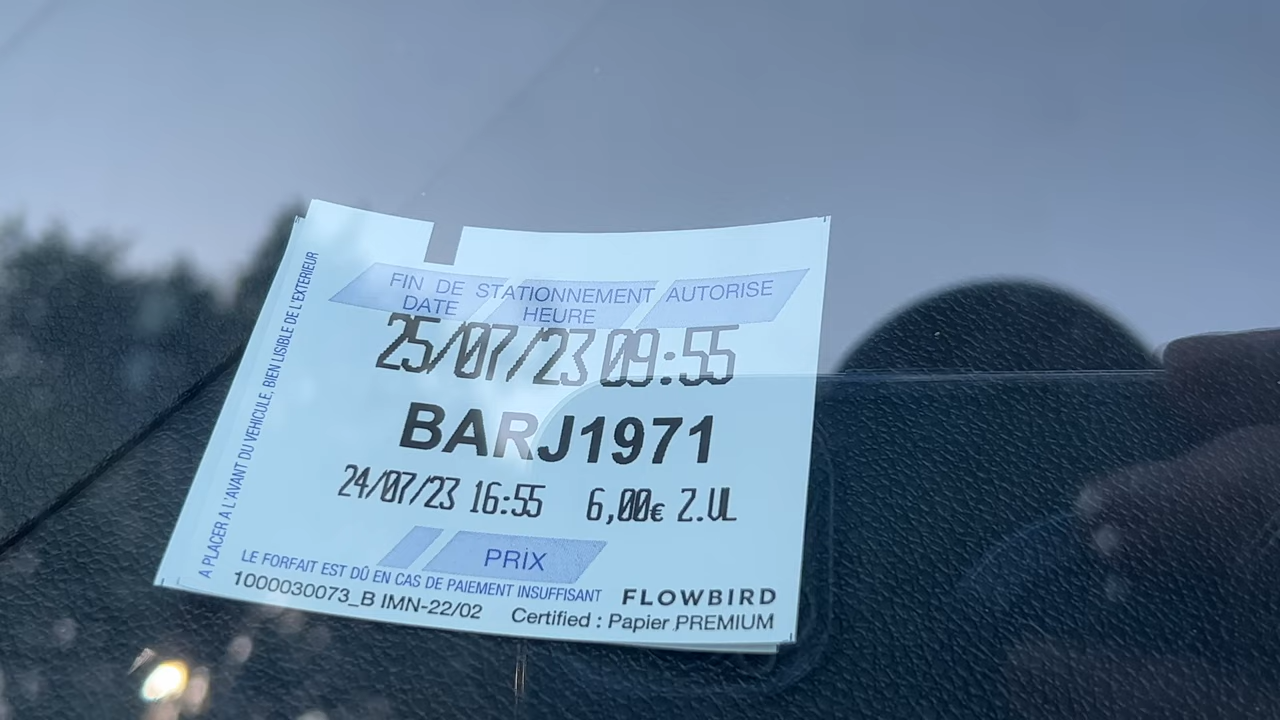 FIN DE STATIONNEMENT AUTORISE
DATE HEURE
25/07/23 09:55
BARJ1971
24/07/23 16:55 6,00€ Z.UL
PRIX
LE FORFAIT EST DÛ EN CAS DE PAIEMENT INSUFFISANT
FLOWBIRD
1000030073_B IMN-22/02
Certified : Papier PREMIUM
A PLACER A L'AVANT DU VEHICULE, BIEN LISIBLE DE L'EXTERIEUR